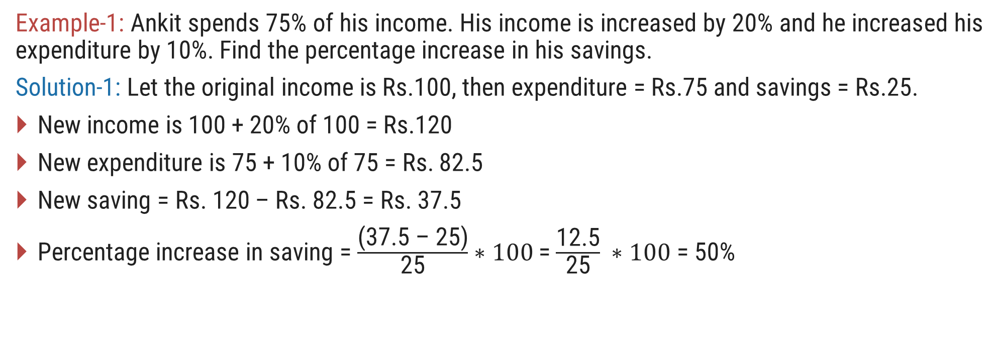 Example-1: Ankit spends 75% of his income. His income is increased by 20% and he increased his
expenditure by 10%. Find the percentage increase in his savings.
Solution-1: Let the original income is Rs.100, then expenditure = Rs.75 and savings = Rs.25.
New income is 100 + 20% of 100 = Rs.120
New expenditure is 75 + 10% of 75 = Rs. 82.5
New saving = Rs. 120 – Rs. 82.5 = Rs. 37.5
Percentage increase in saving = (37.5 – 25)/25 * 100 = 12.5/25 * 100 = 50%